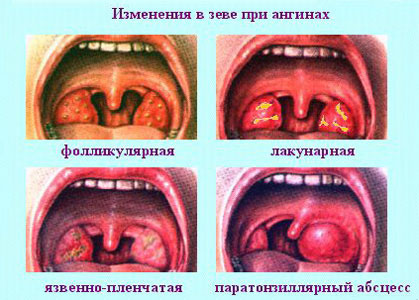 Изменения в зеве при ангинах
фолликулярная
лакунарная
язвенно-пленчатая
паратонзиллярный абсцесс